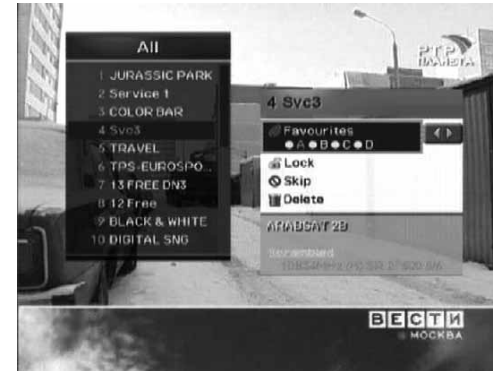 All
1 JURASSIC PARK
2 Service 1
3 COLOR BAR
4 Svc3
5 TRAVEL
6 TPS-EUROSPO...
7 13 FREE DN3
8 12 Free
9 BLACK & WHITE
10 DIGITAL SNG
4 Svc3
Favourites
A B C D
Lock
Skip
Delete
ARABSAT 2B
Scrambled
РТР
ПЛАНЕТА
ВЕСТИ
МОСКВА